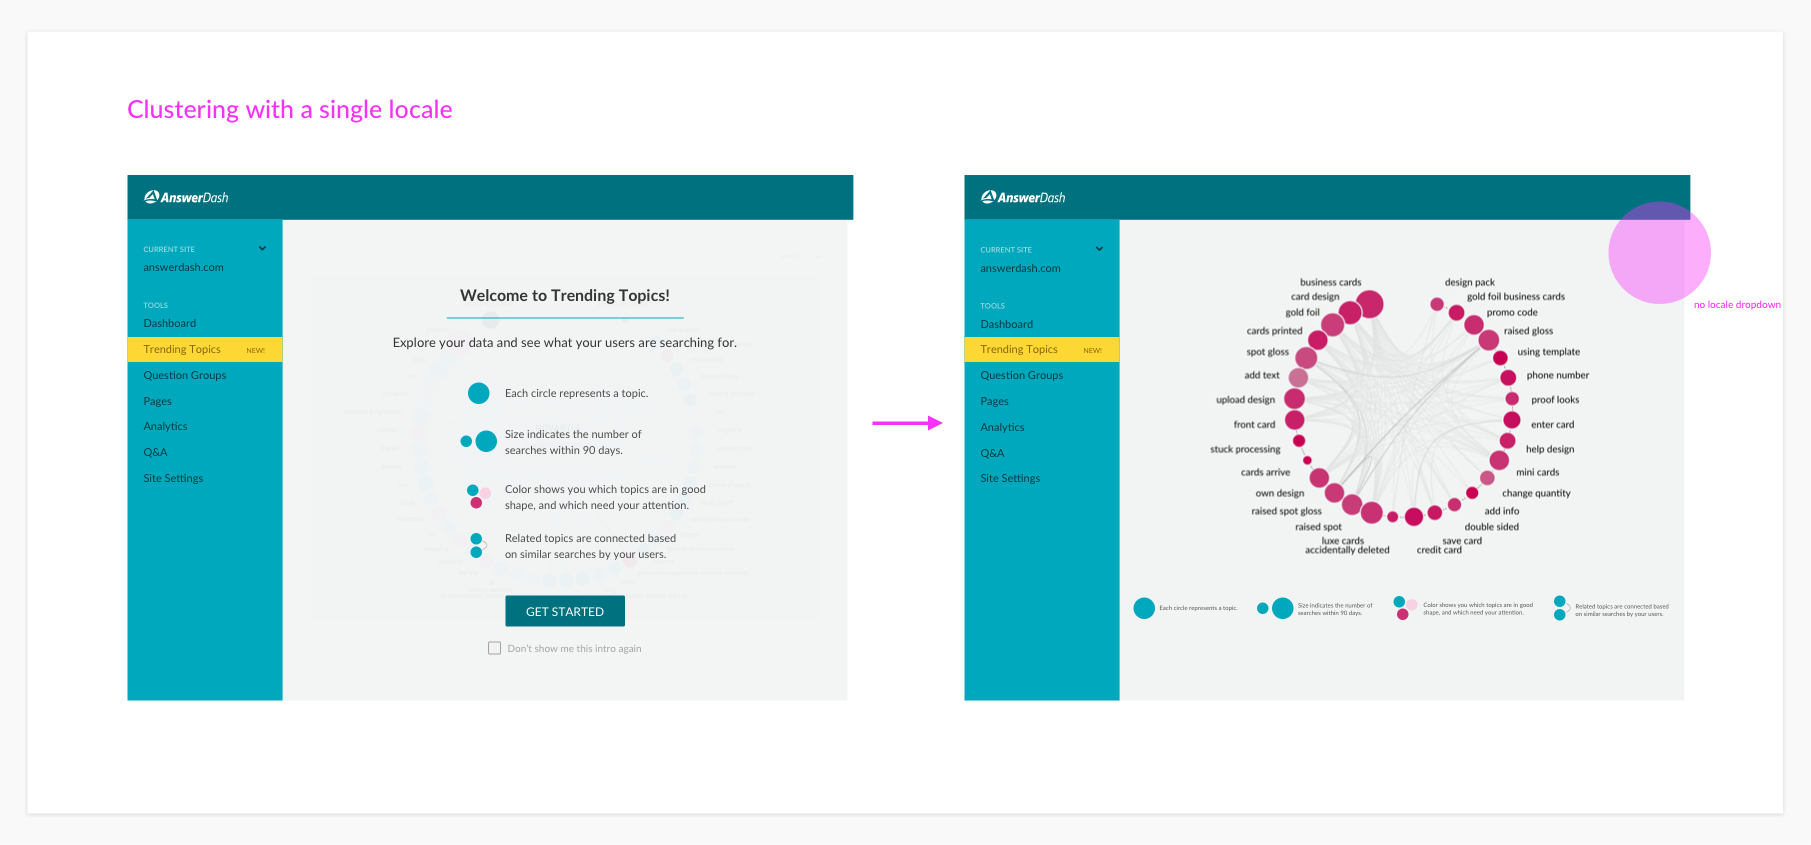 Clustering with a single locale
AnswerDash
CURRENT SITE
answerdash.com
TOOLS
Dashboard
Trending Topics NEW!
Question Groups
Pages
Analytics
Q&A
Site Settings
Welcome to Trending Topics!
Explore your data and see what your users are searching for.
Each circle represents a topic.
Size indicates the number of
searches within 90 days.
Color shows you which topics are in good
shape, and which need your attention.
Related topics are connected based
on similar searches by your users.
GET STARTED
Don't show me this intro again
AnswerDash
CURRENT SITE
answerdash.com
TOOLS
Dashboard
Trending Topics NEW!
Question Groups
Pages
Analytics
Q&A
Site Settings
business cards
card design
gold foil
cards printed
spot gloss
add text
upload design
front card
stuck processing
cards arrive
own design
raised spot gloss
raised spot
luxe cards
accidentally deleted
design pack
gold foil business cards
promo code
raised gloss
using template
phone number
proof looks
enter card
help design
mini cards
change quantity
add info
double sided
save card
credit card
Each circle represents a topic.
Size indicates the number of
searches within 90 days.
Color shows you which topics are in good
shape, and which need your attention.
Related topics are connected based
on similar searches by your users.
no locale dropdown